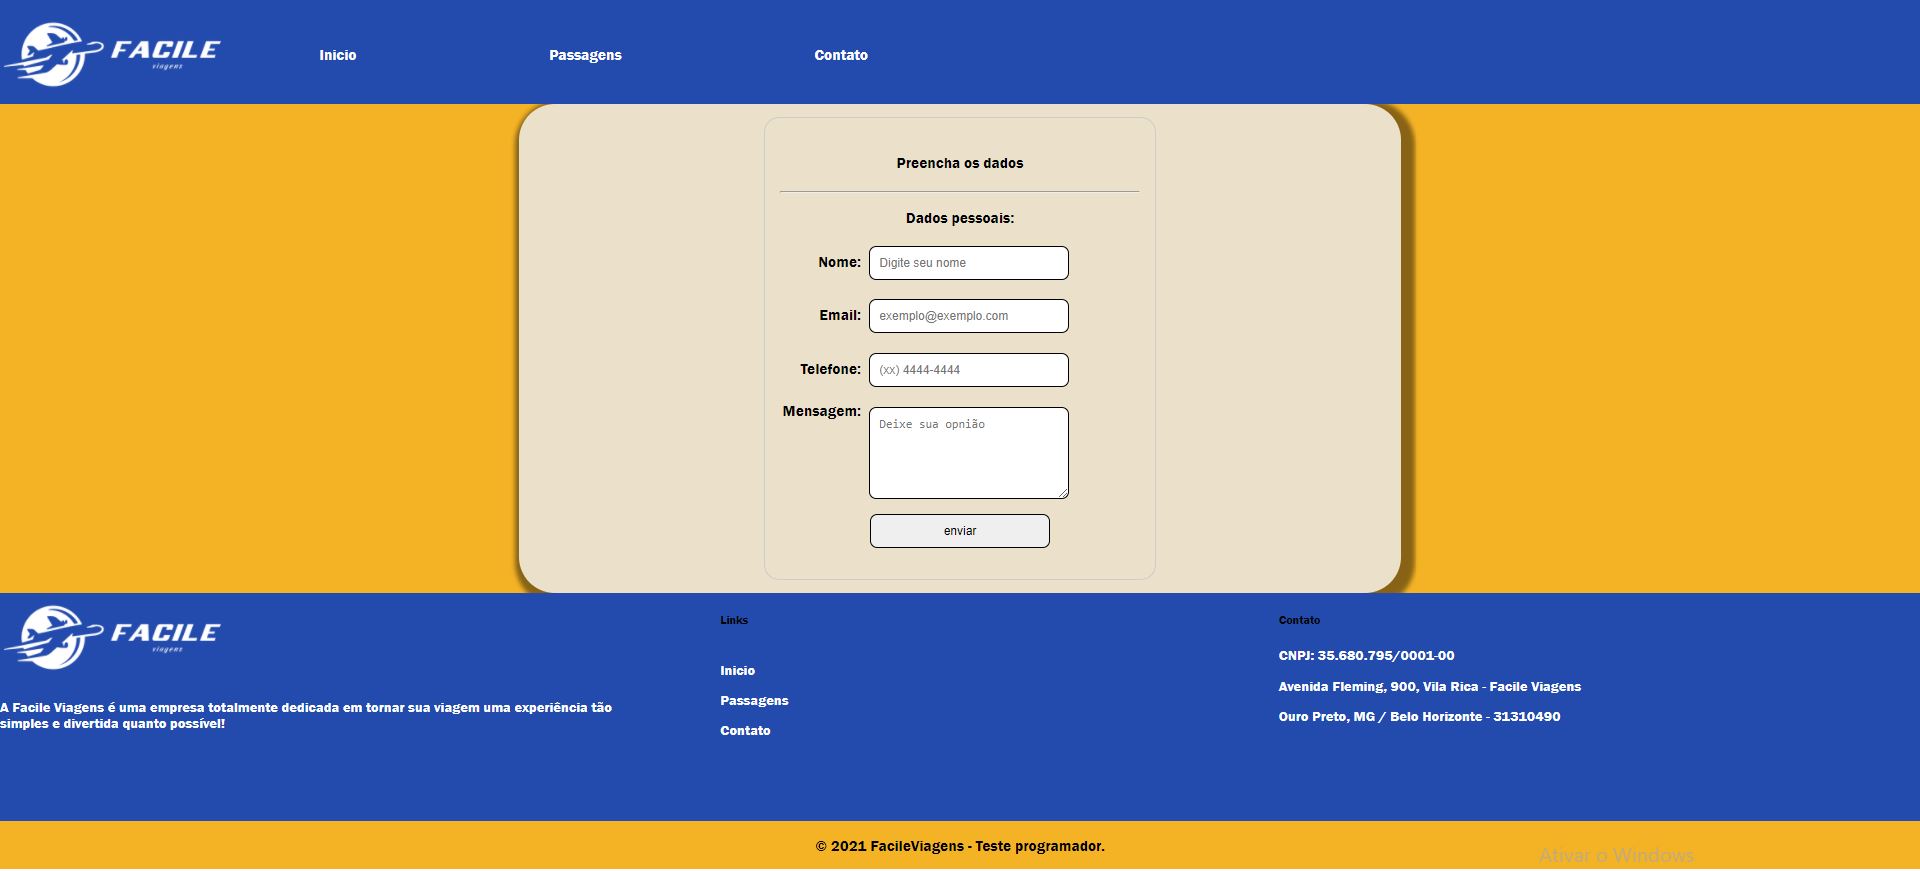 FACILE
viagens
Inicio
Passagens
Contato
Preencha os dados
Dados pessoais:
Nome: Digite seu nome
Email: exemplo@exemplo.com
Telefone: (xx) 4444-4444
Mensagem: Deixe sua opnião
enviar
FACILE
viagens
A Facile Viagens é uma empresa totalmente dedicada em tornar sua viagem uma experiência tão
simples e divertida quanto possível!
Links
Inicio
Passagens
Contato
Contato
CNPJ: 35.680.795/0001-00
Avenida Fleming, 900, Vila Rica - Facile Viagens
Ouro Preto, MG / Belo Horizonte - 31310490
© 2021 FacileViagens - Teste programador.
Ativar o Windows